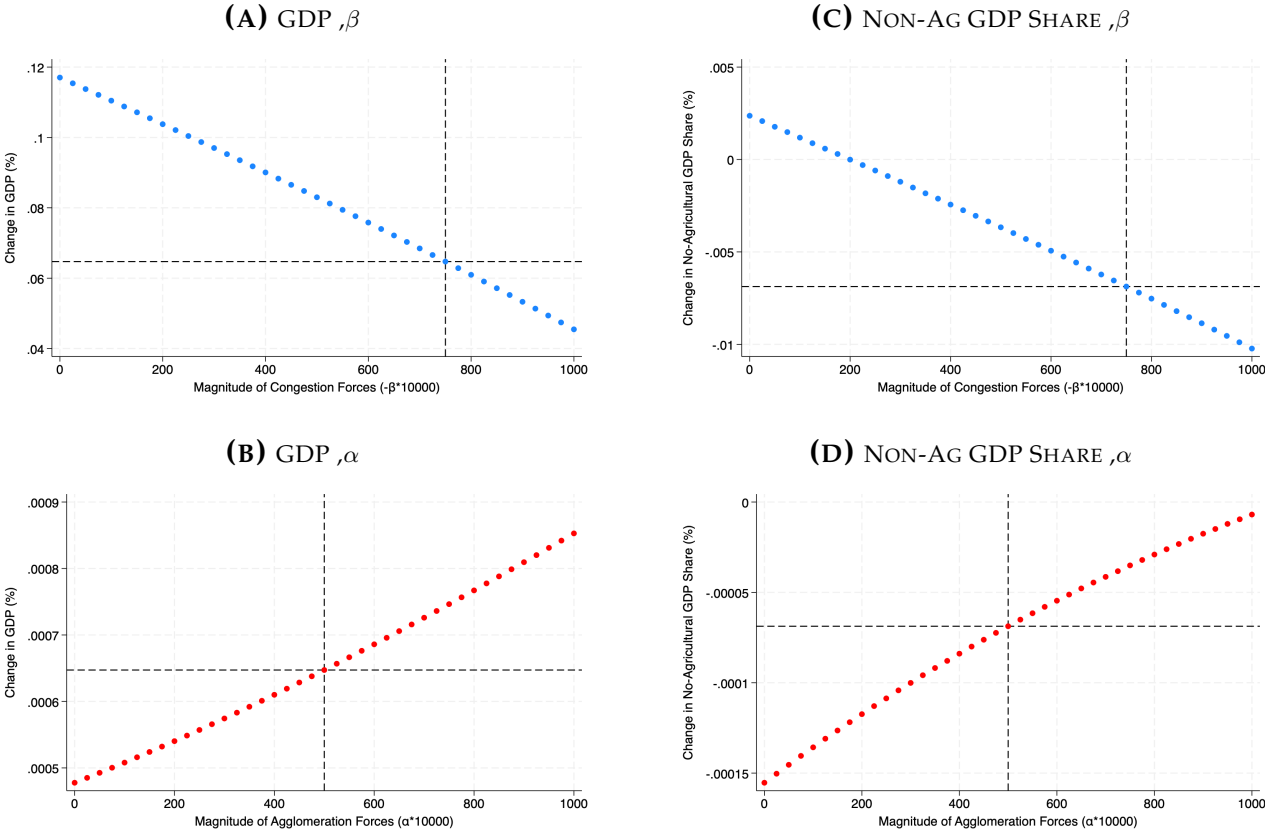 (A) GDP ,β
Change in GDP (%)
.12
.1
.08
.06
.04
0 200 400 600 800 1000
Magnitude of Congestion Forces (-β*10000)
(C) Non-Ag GDP Share ,β
Change in No-Agricultural GDP Share (%)
.005
0
-.005
-.01
0 200 400 600 800 1000
Magnitude of Congestion Forces (-β*10000)
(B) GDP ,α
Change in GDP (%)
.0009
.0008
.0007
.0006
.0005
0 200 400 600 800 1000
Magnitude of Agglomeration Forces (α*10000)
(D) Non-Ag GDP Share ,α
Change in No-Agricultural GDP Share (%)
0
-.00005
-.0001
-.00015
0 200 400 600 800 1000
Magnitude of Agglomeration Forces (α*10000)